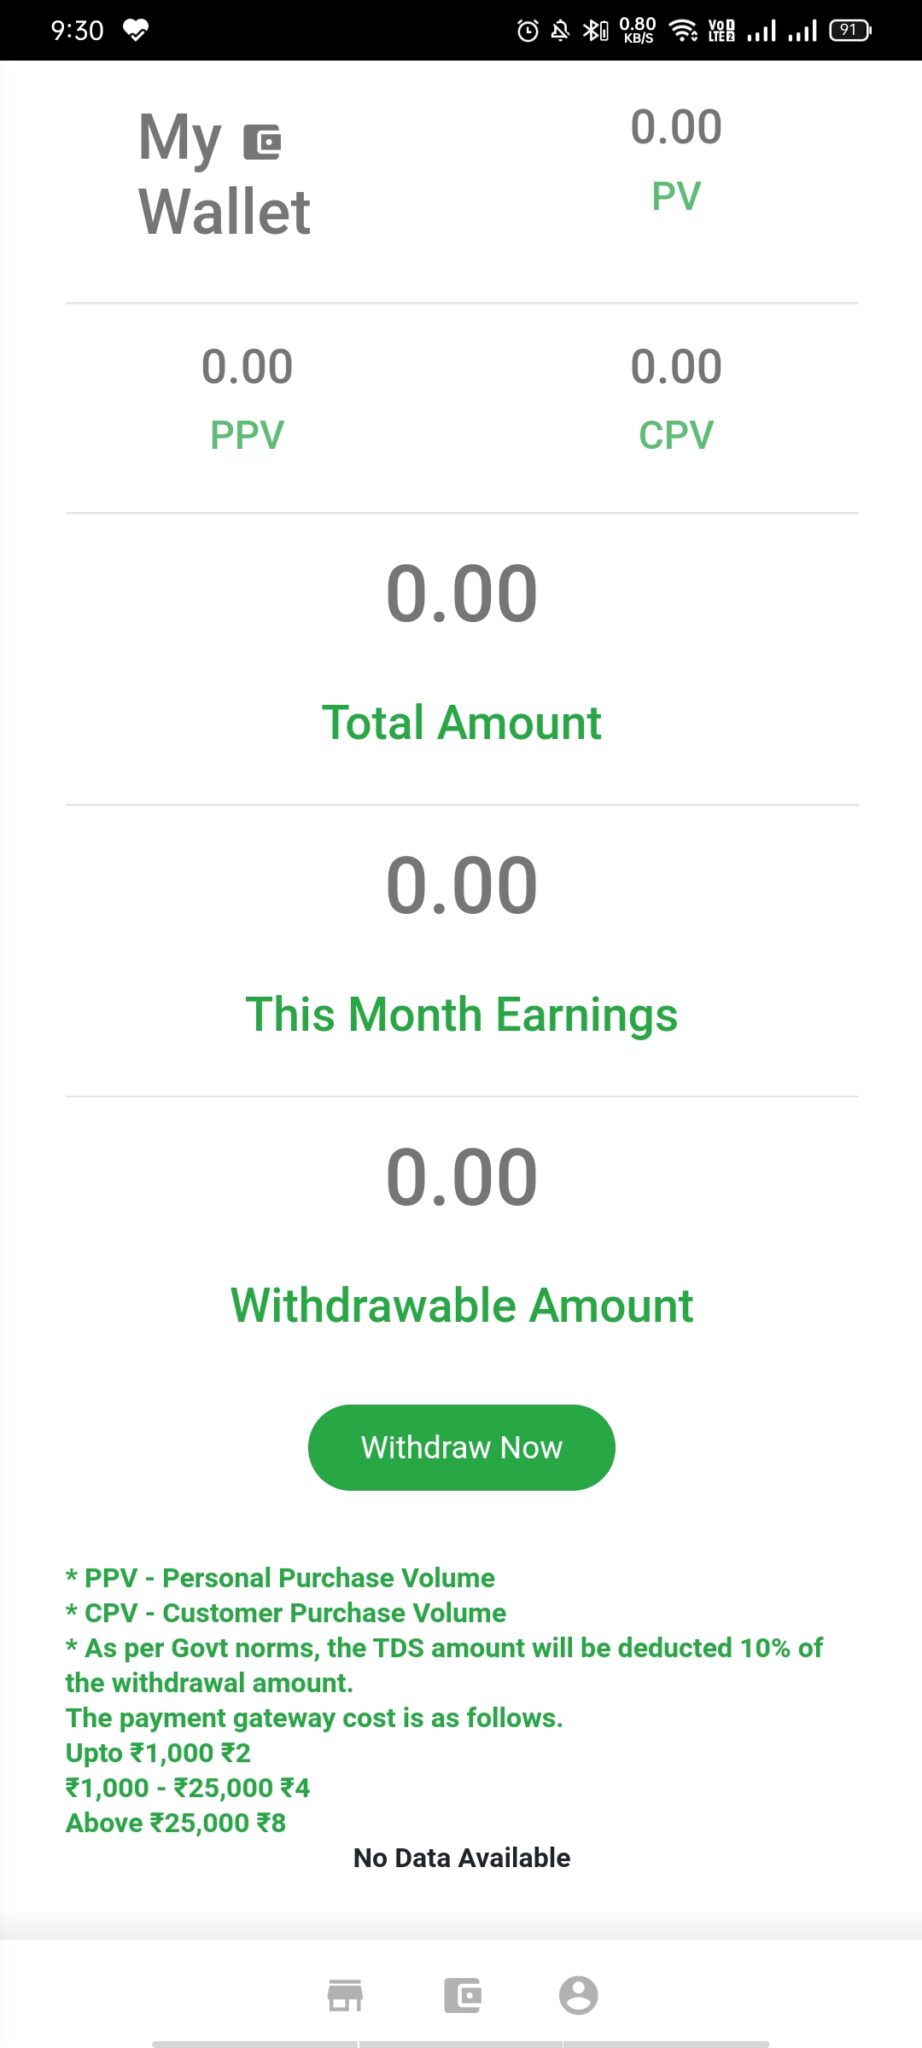 9:30
0.80
KB/S
Vo 1
LTE 2
91
My
Wallet
0.00
PV
0.00
PPV
0.00
CPV
0.00
Total Amount
0.00
This Month Earnings
0.00
Withdrawable Amount
Withdraw Now
* PPV - Personal Purchase Volume
* CPV - Customer Purchase Volume
* As per Govt norms, the TDS amount will be deducted 10% of
the withdrawal amount.
The payment gateway cost is as follows.
Upto ₹1,000 ₹2
₹1,000 - ₹25,000 ₹4
Above ₹25,000 ₹8
No Data Available